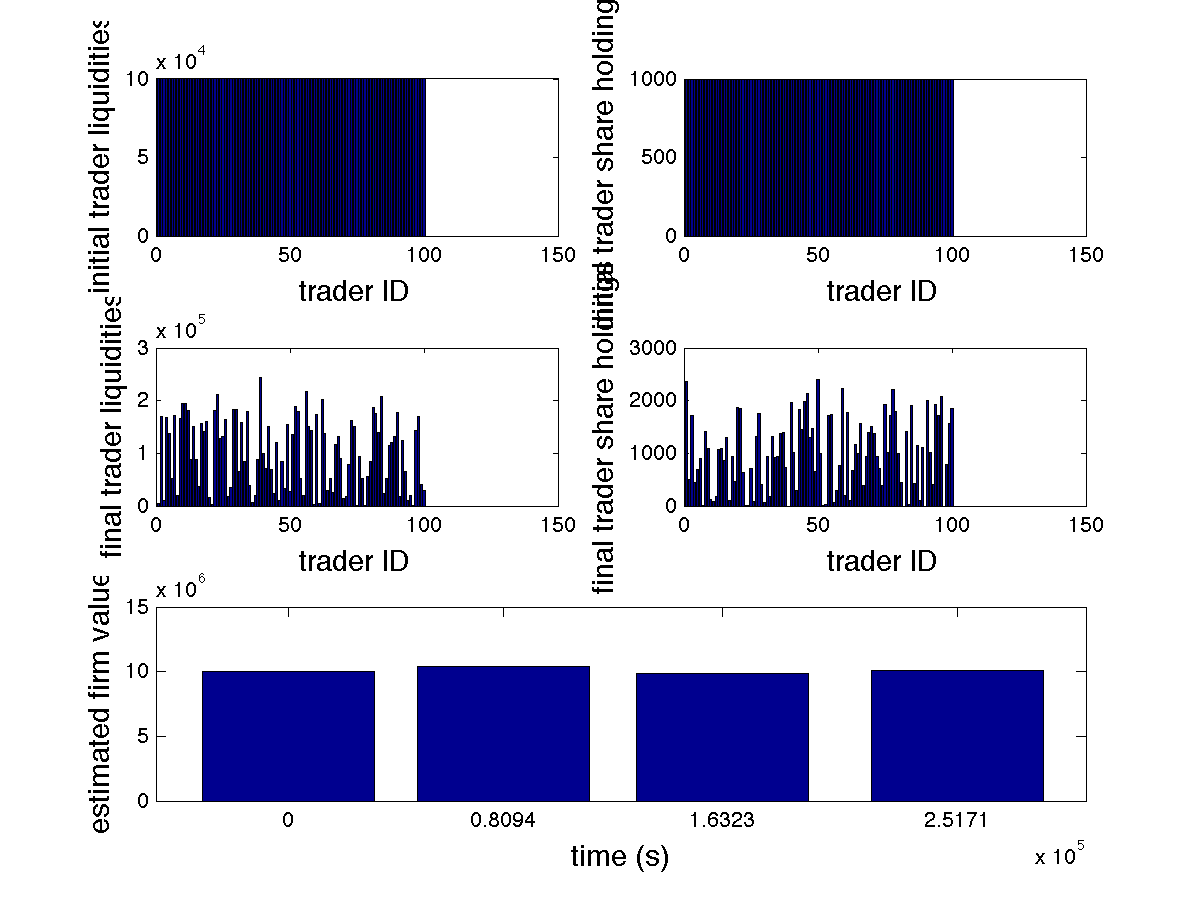 initial trader liquidities
x 10^4
10
5
0
0 50 100 150
trader ID
trader share holding
1000
500
0
0 50 100 150
trader ID
final trader liquidities
x 10^5
3
2
1
0
0 50 100 150
trader ID
final trader share holdings
3000
2000
1000
0
0 50 100 150
trader ID
estimated firm value
x 10^6
15
10
5
0
0 0.8094 1.6323 2.5171
time (s)
x 10^5